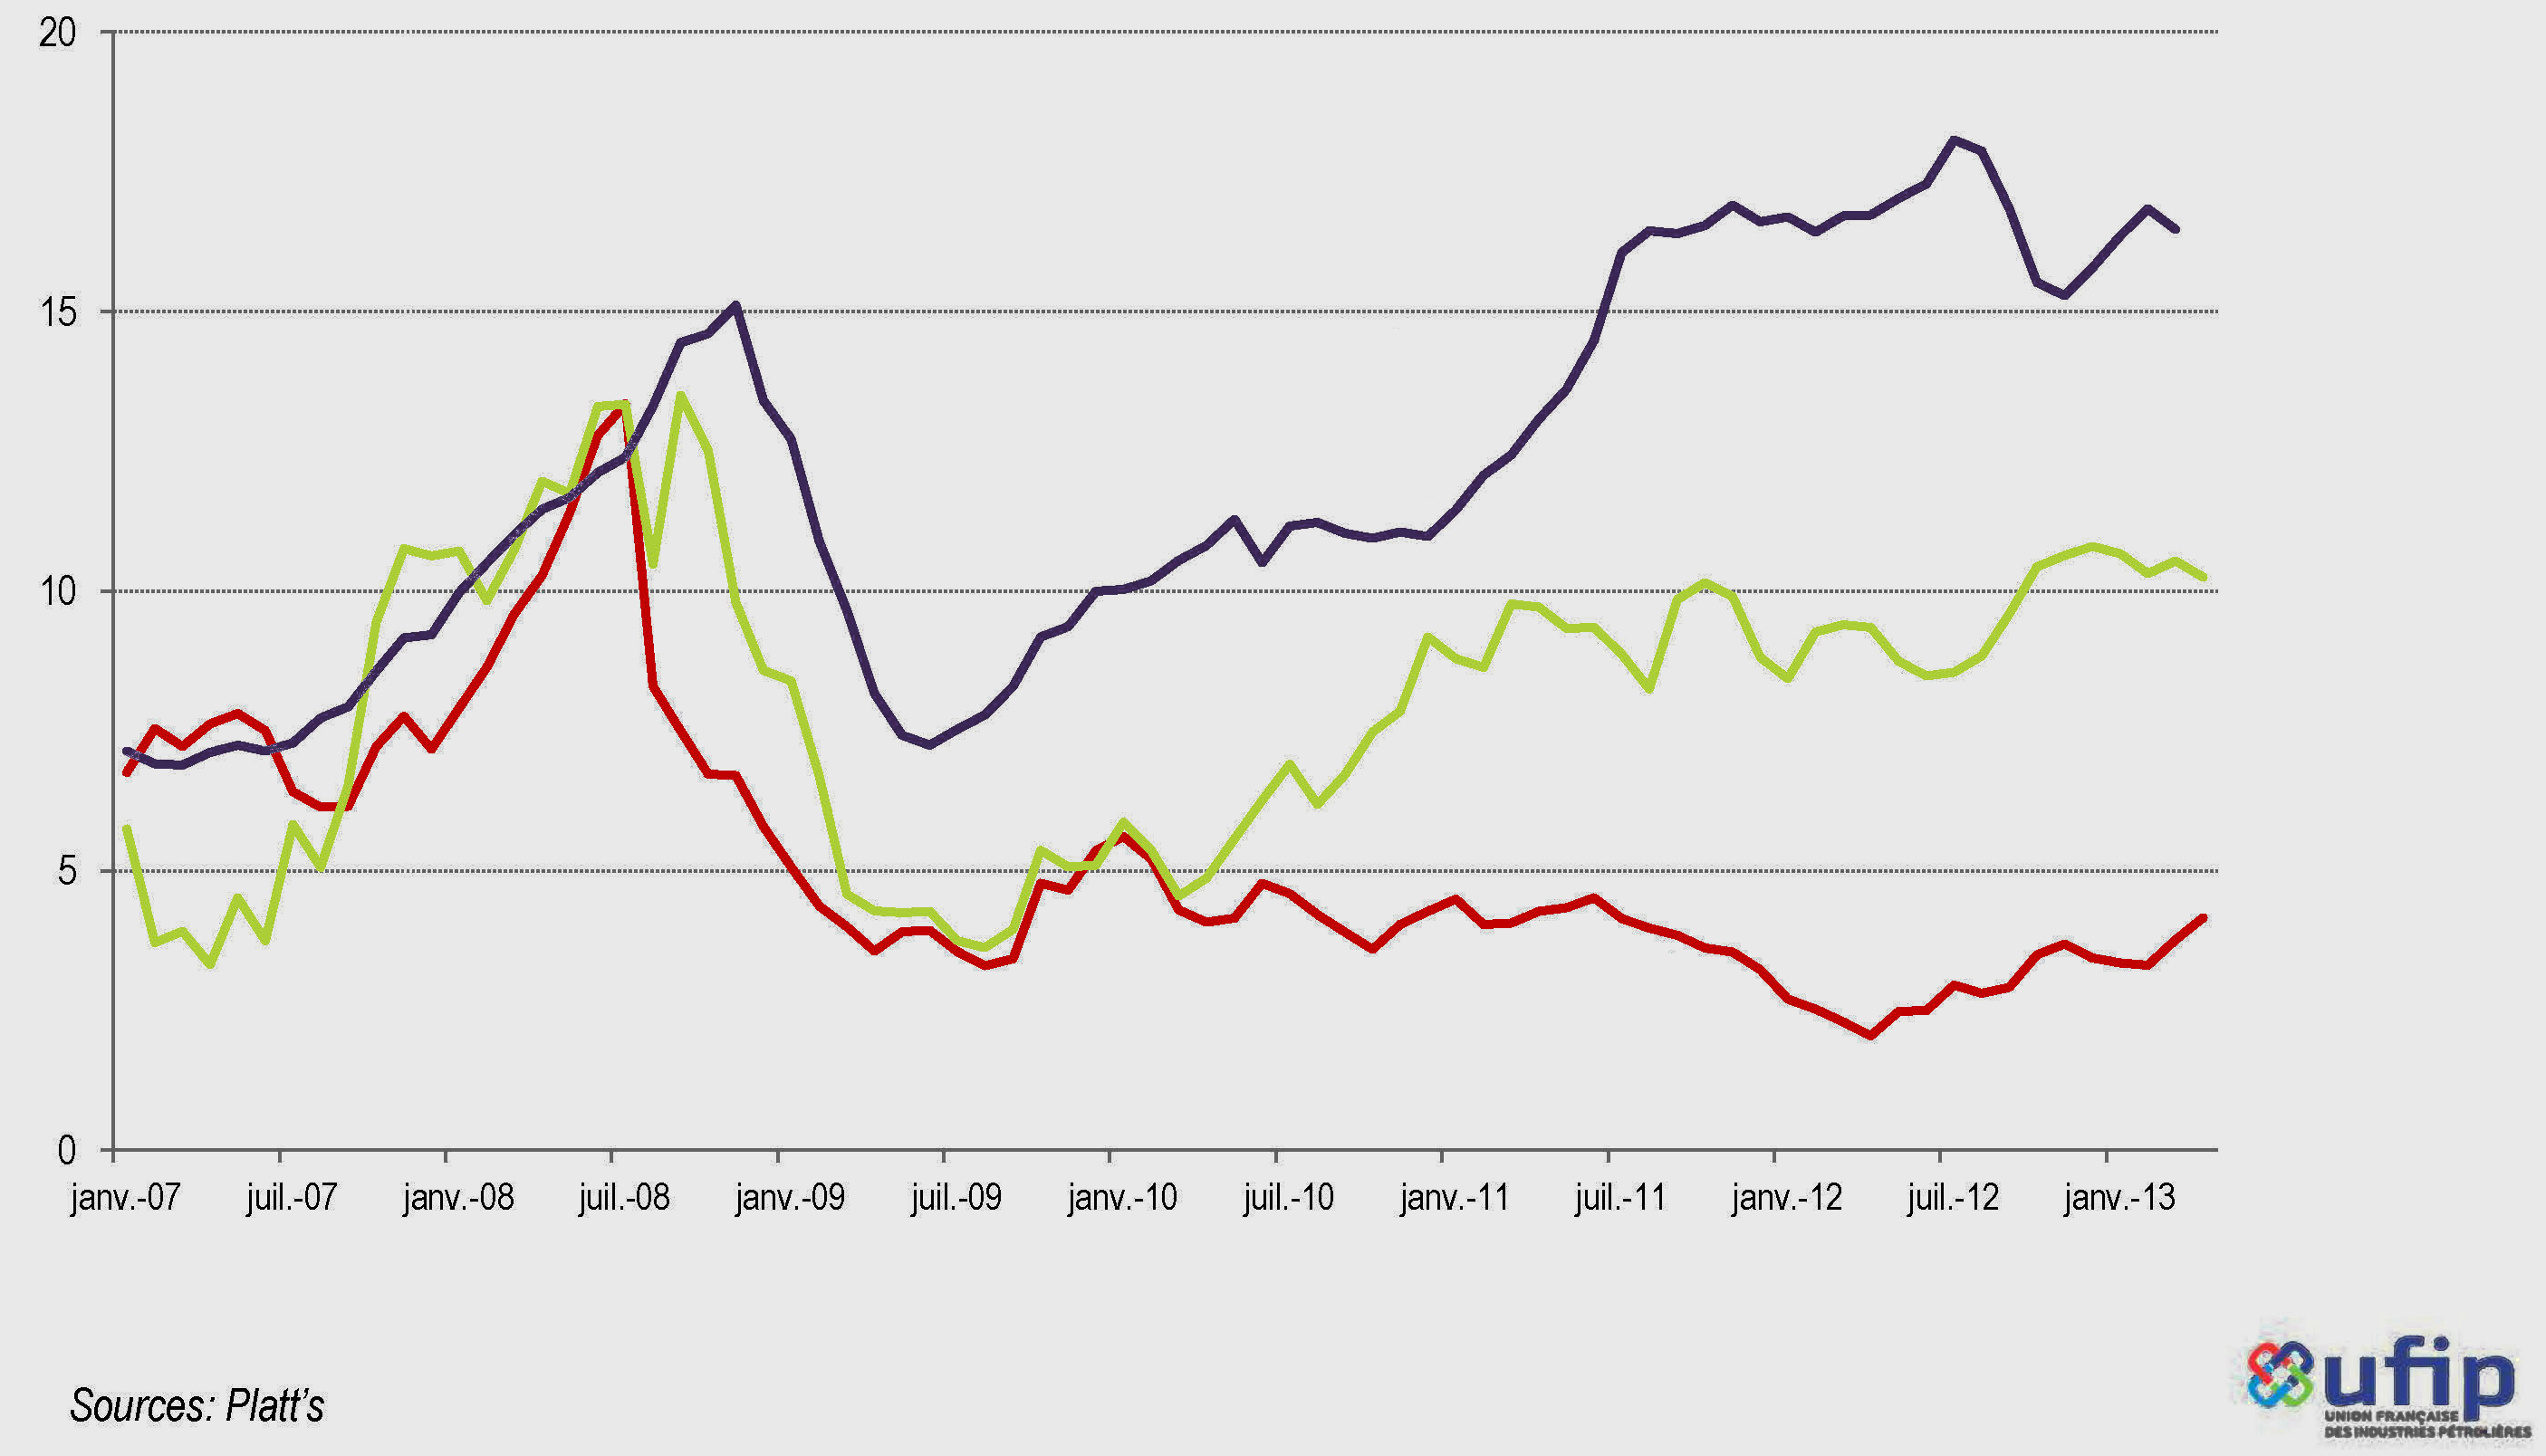 20
15
10
5
0
janv.-07 juil.-07 janv.-08 juil.-08 janv.-09 juil.-09 janv.-10 juil.-10 janv.-11 juil.-11 janv.-12 juil.-12 janv.-13
Sources: Platt’s
ufip
UNION FRANÇAISE
DES INDUSTRIES PÉTROLIÈRES